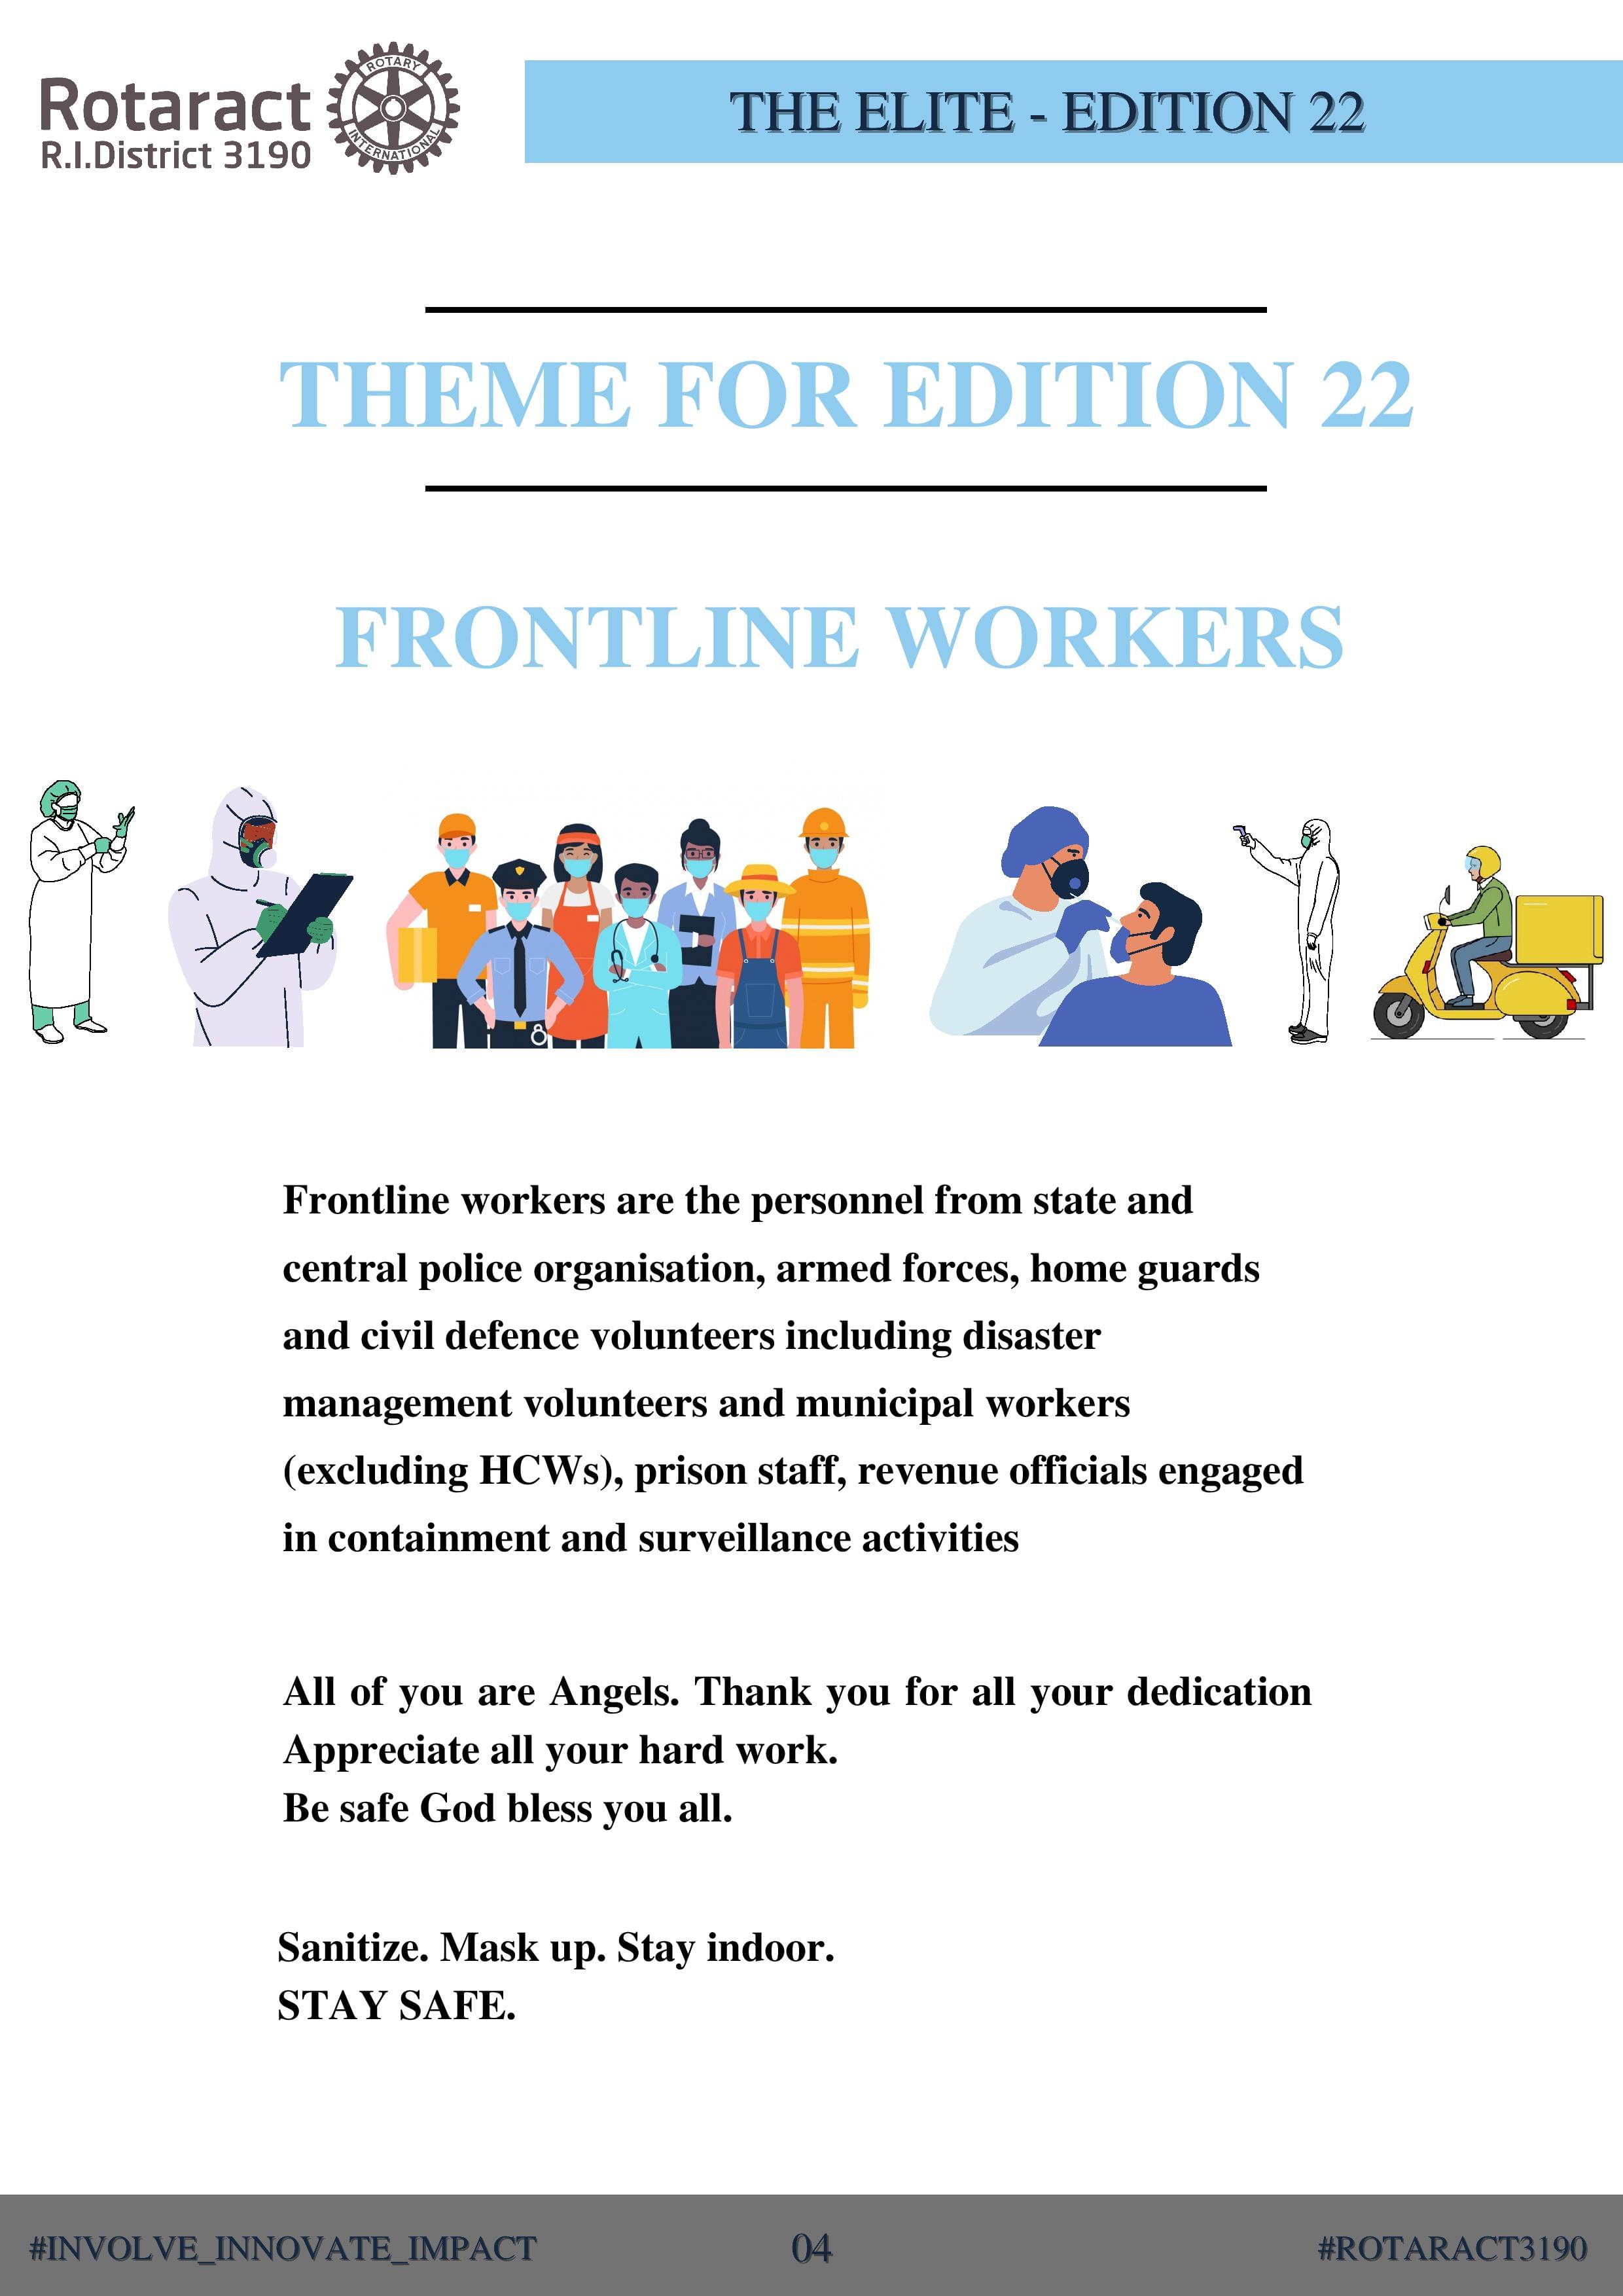 Rotaract
R.I.District 3190
ROTARY
INTERNATIONAL
THE ELITE - EDITION 22
THEME FOR EDITION 22
FRONTLINE WORKERS
Frontline workers are the personnel from state and
central police organisation, armed forces, home guards
and civil defence volunteers including disaster
management volunteers and municipal workers
(excluding HCWs), prison staff, revenue officials engaged
in containment and surveillance activities
All of you are Angels. Thank you for all your dedication
Appreciate all your hard work.
Be safe God bless you all.
Sanitize. Mask up. Stay indoor.
STAY SAFE.
#INVOLVE_INNOVATE_IMPACT
04
#ROTARACT3190